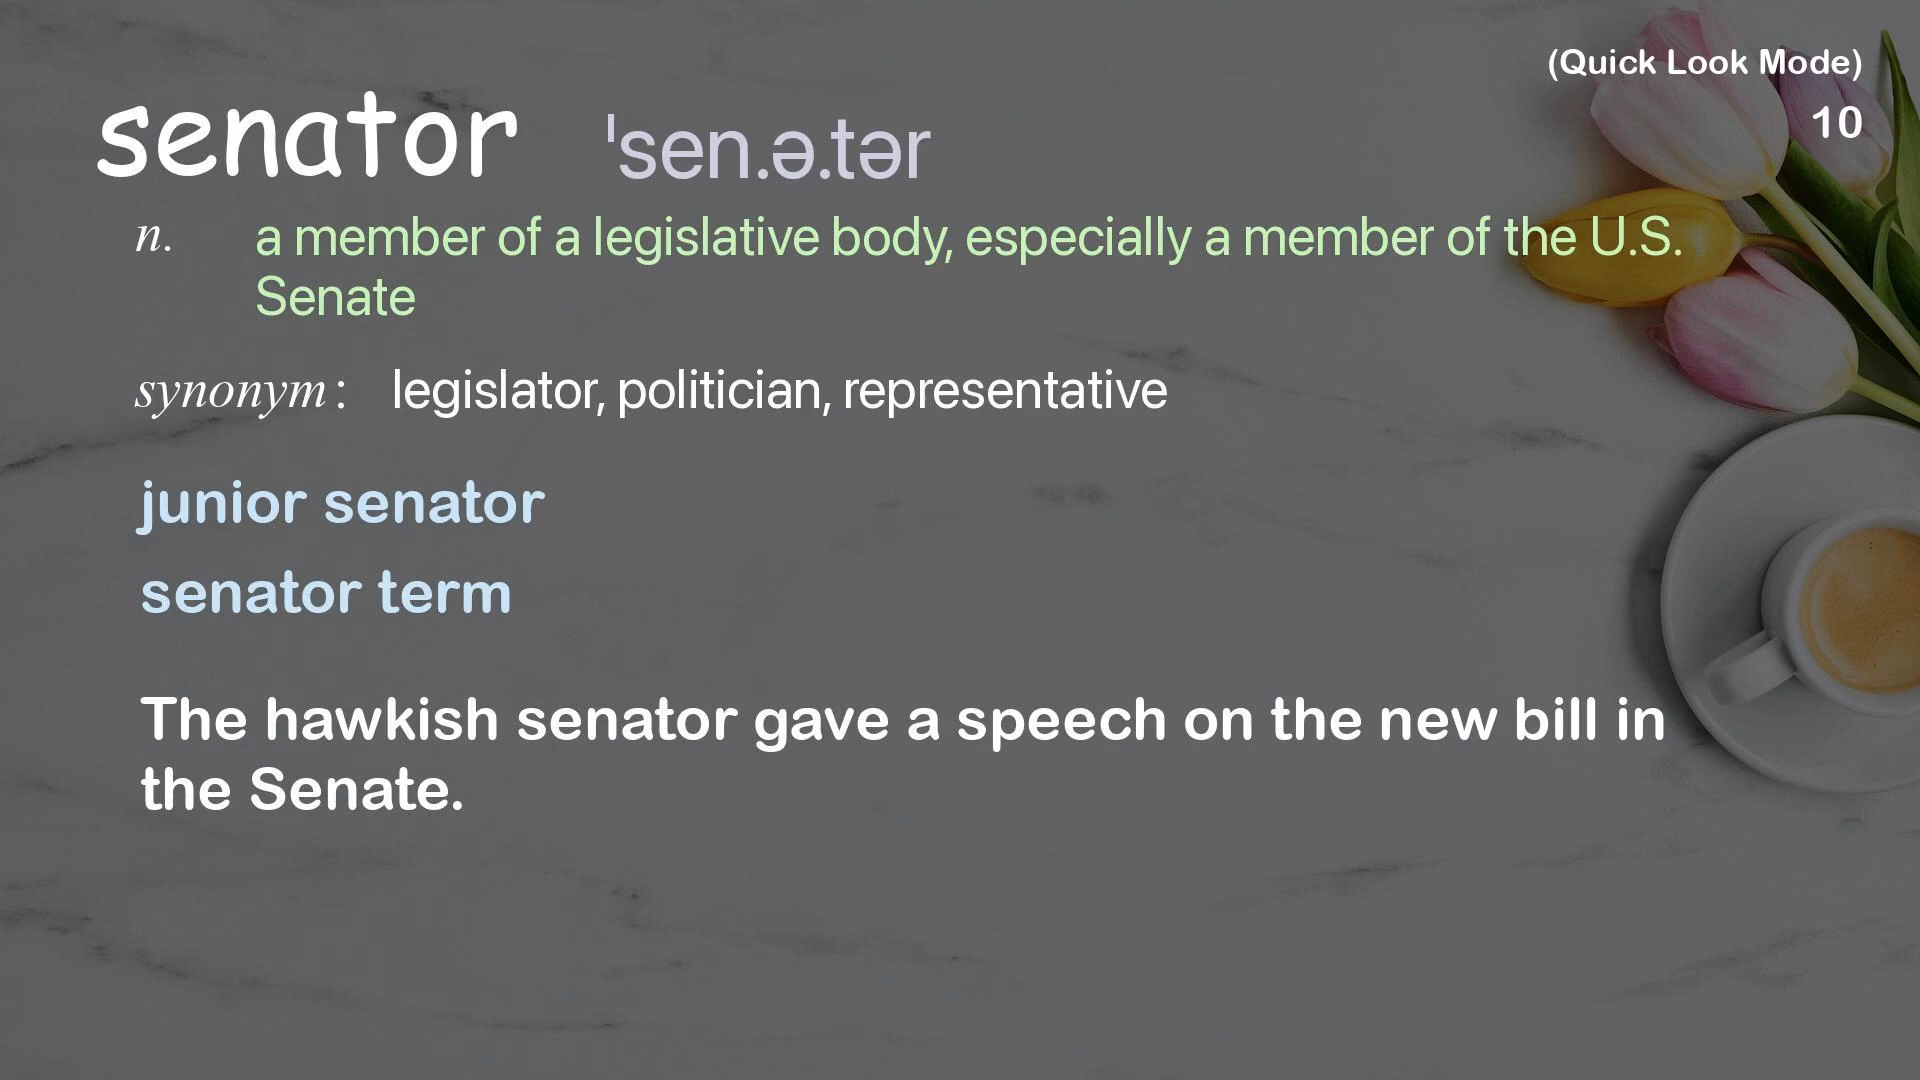 (Quick Look Mode)
10
senator ˈsen.ə.tər
n. a member of a legislative body, especially a member of the U.S.
Senate
synonym: legislator, politician, representative
junior senator
senator term
The hawkish senator gave a speech on the new bill in
the Senate.